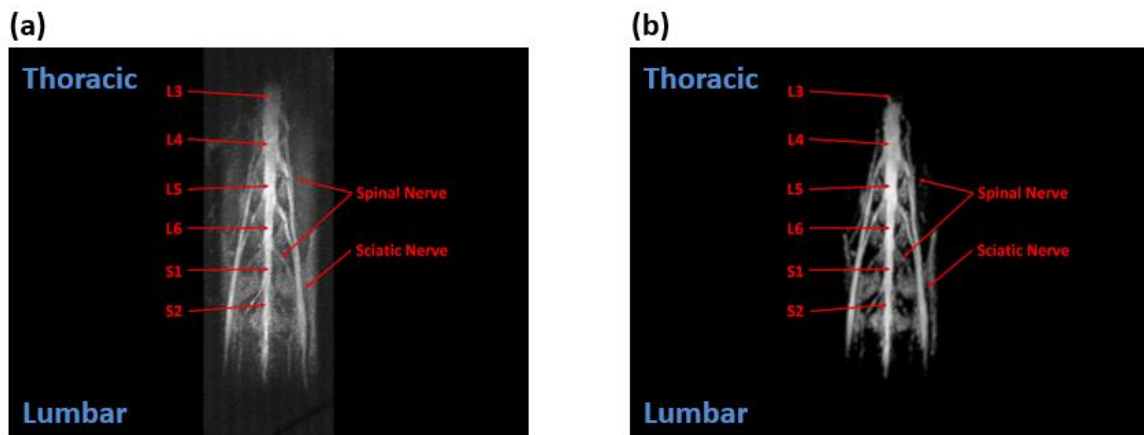 (a)
Thoracic
L3
L4
L5
Spinal Nerve
L6
Sciatic Nerve
S1
S2
Lumbar
(b)
Thoracic
L3
L4
L5
Spinal Nerve
L6
Sciatic Nerve
S1
S2
Lumbar